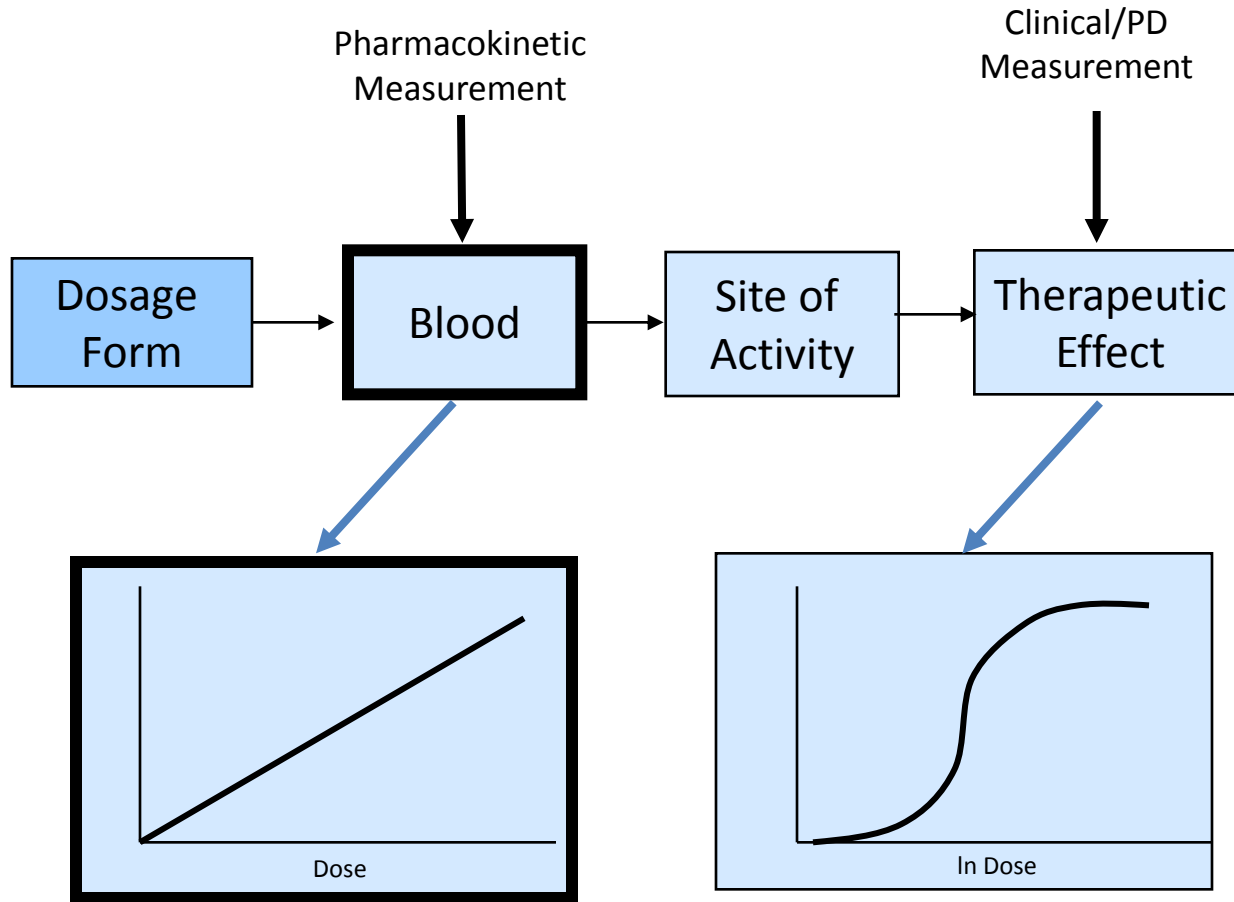 Pharmacokinetic
Measurement
Clinical/PD
Measurement
Dosage
Form
Blood
Site of
Activity
Therapeutic
Effect
Dose
ln Dose